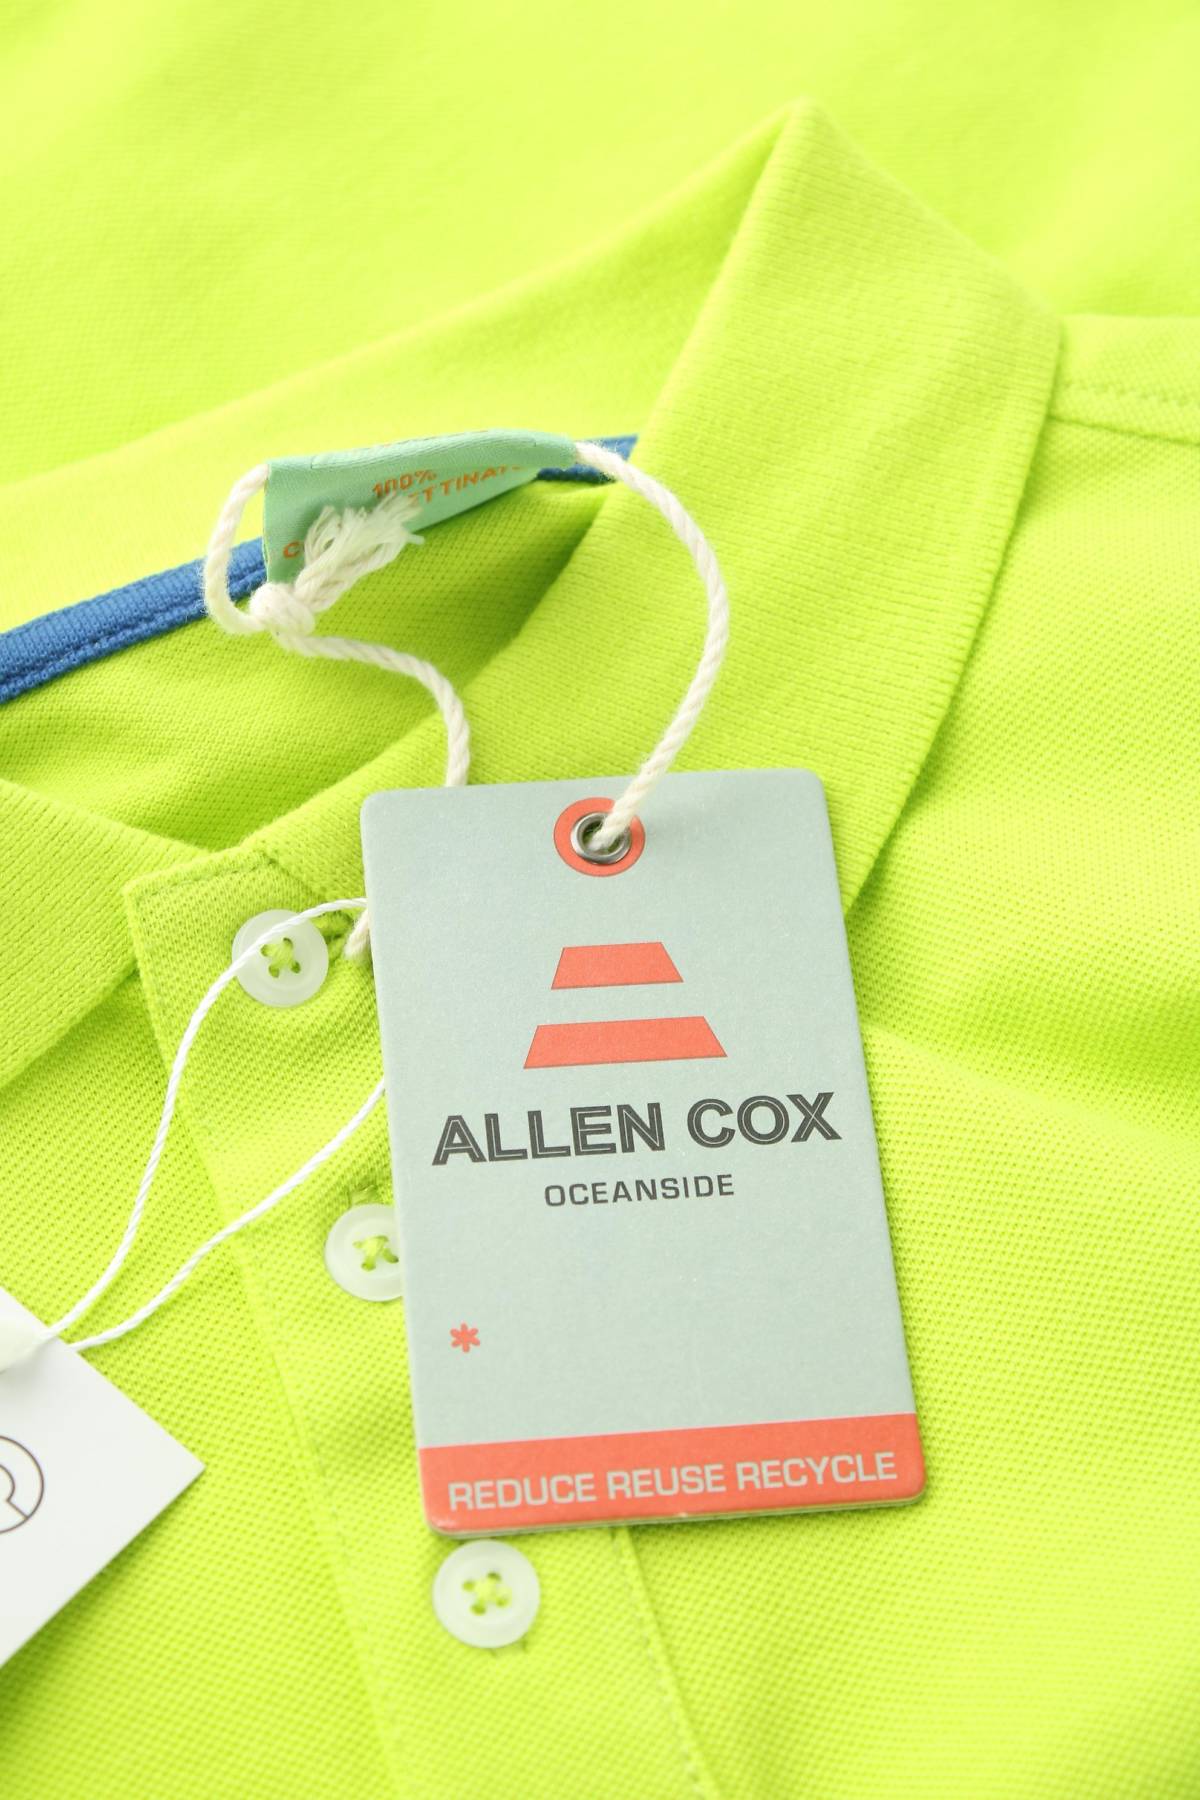 100%
ALLEN COX
OCEANSIDE
*
REDUCE REUSE RECYCLE